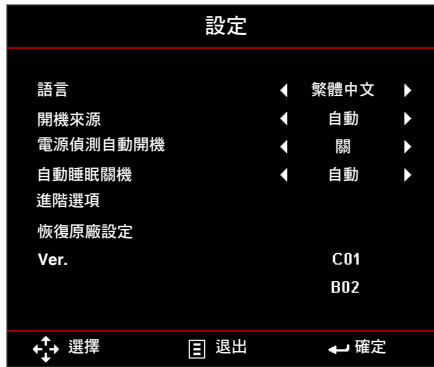 設定
語言 繁體中文
開機來源 自動
電源偵測自動開機 關
自動睡眠關機 自動
進階選項
恢復原廠設定
Ver. C01
B02
選擇 退出 確定